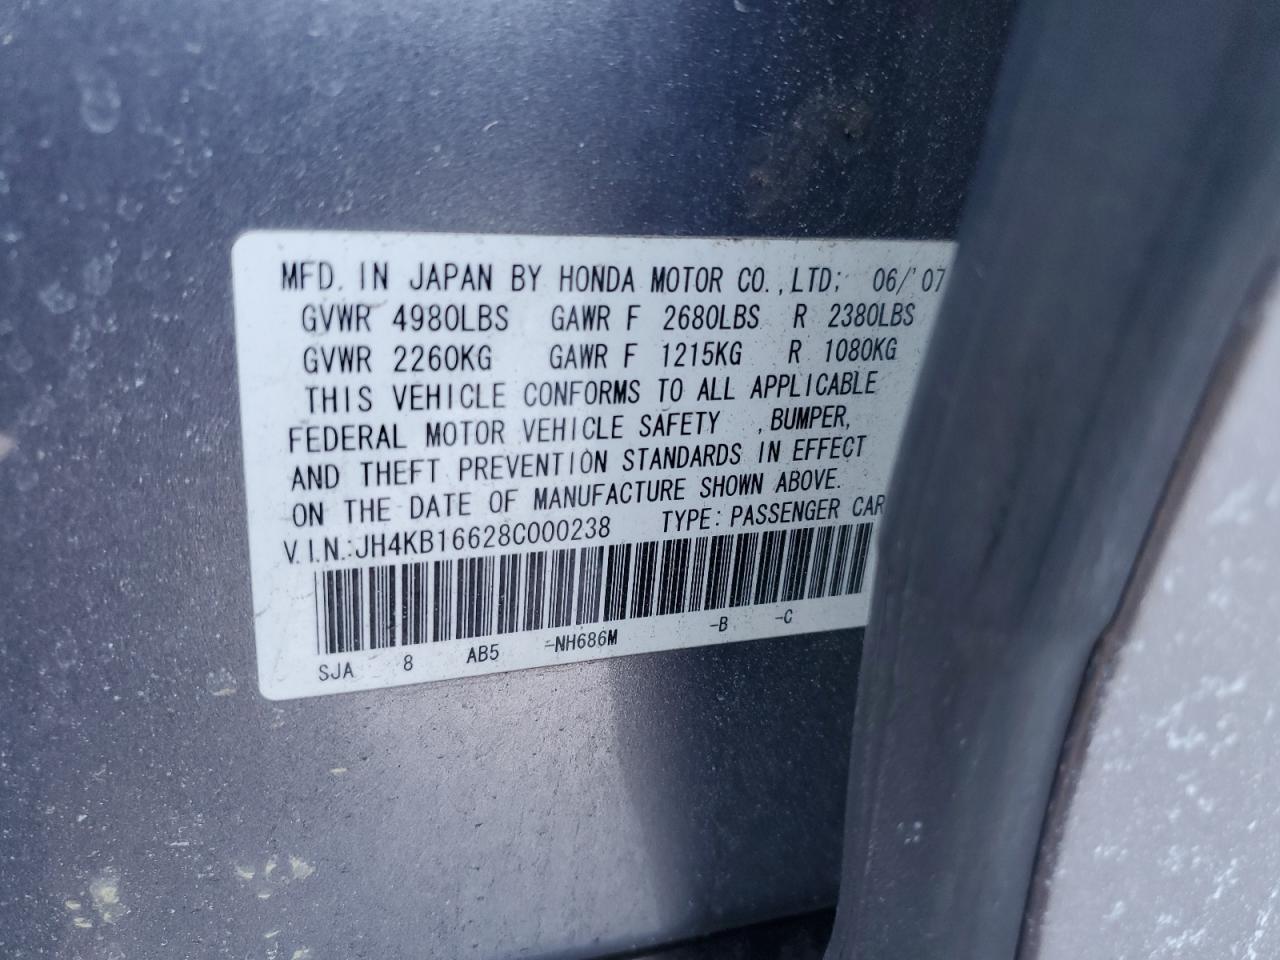 MFD. IN JAPAN BY HONDA MOTOR CO.,LTD; 06/'07
GVWR 4980LBS GAWR F 2680LBS R 2380LBS
GVWR 2260KG GAWR F 1215KG R 1080KG
THIS VEHICLE CONFORMS TO ALL APPLICABLE
FEDERAL MOTOR VEHICLE SAFETY , BUMPER,
AND THEFT PREVENTION STANDARDS IN EFFECT
ON THE DATE OF MANUFACTURE SHOWN ABOVE.
V.I.N.:JH4KB16628C000238 TYPE:PASSENGER CAR
SJA 8 AB5 -NH686M -B -C